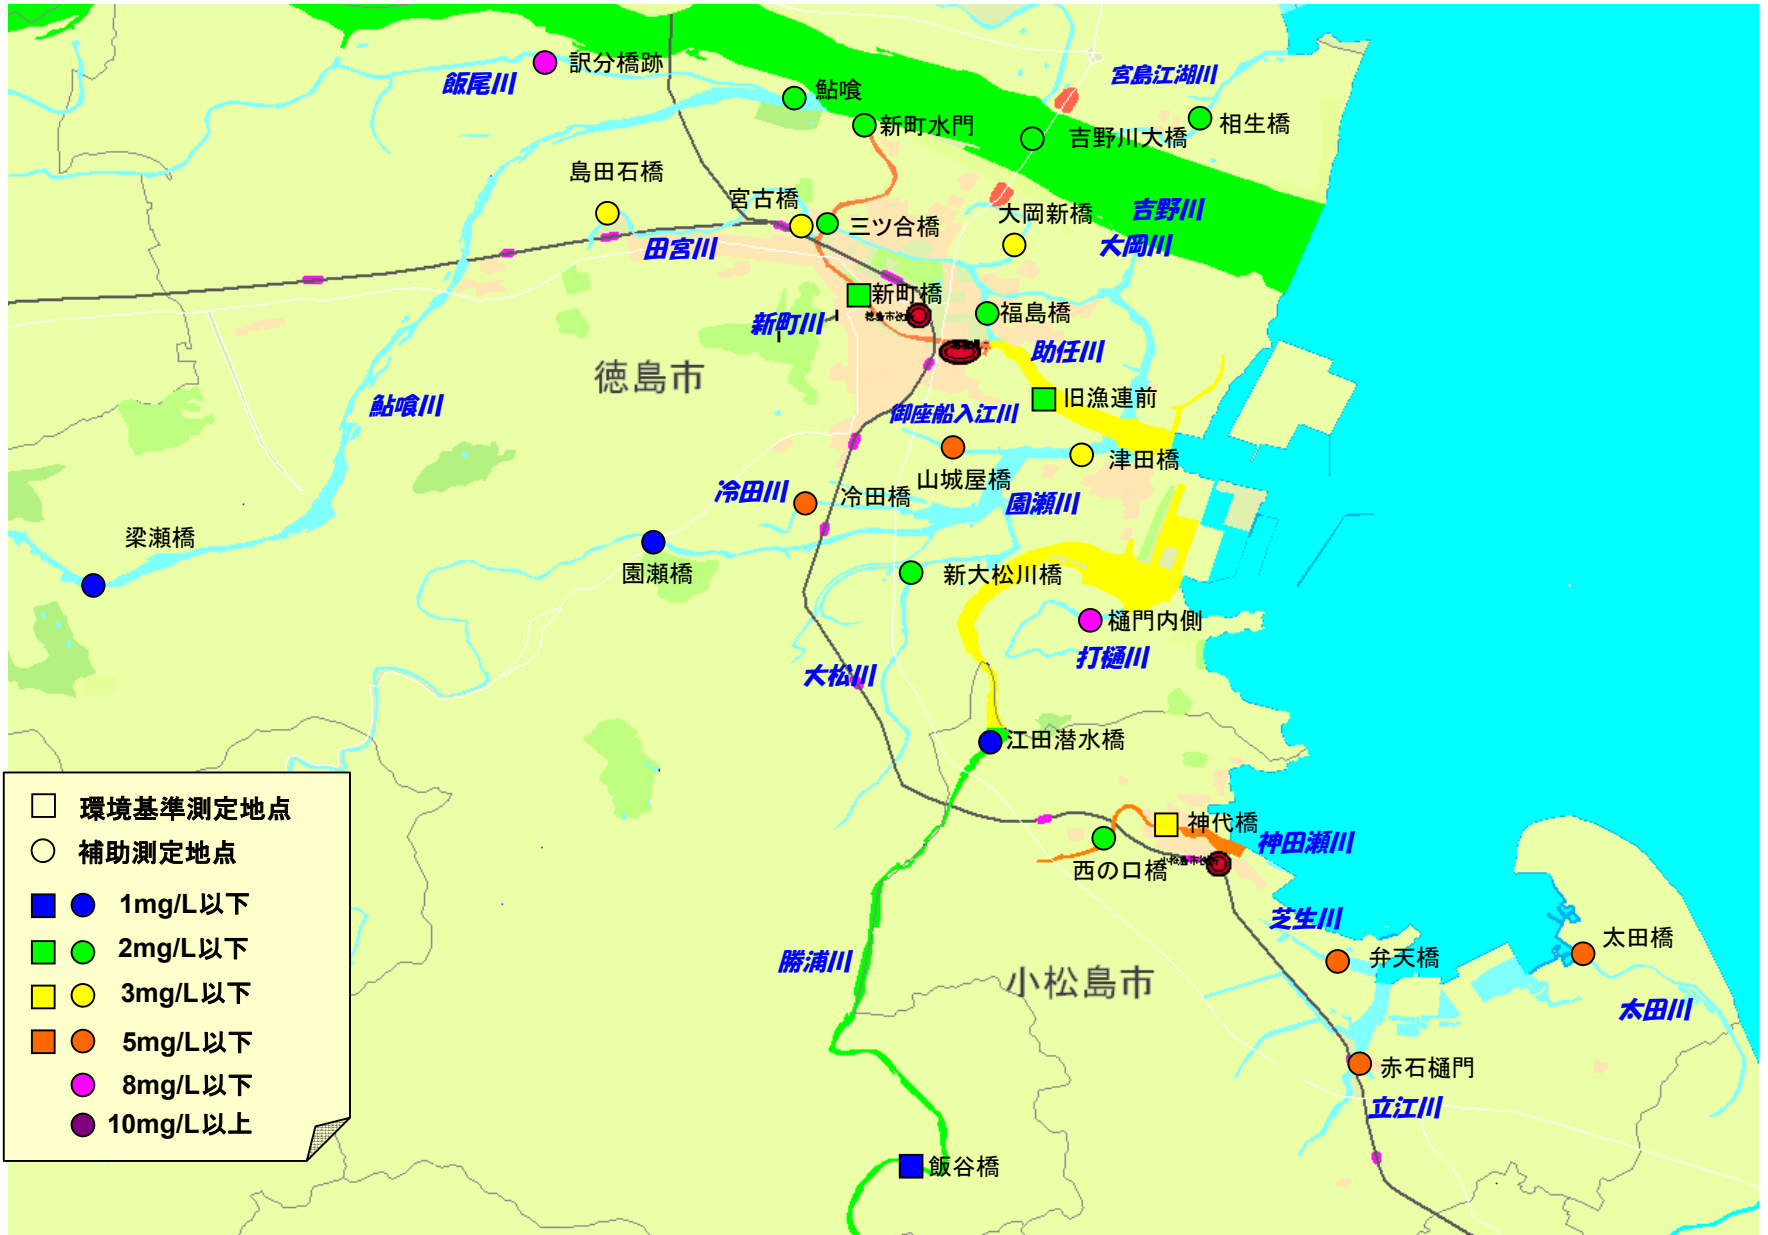 訳分橋跡
飯尾川
鮎喰
宮島江湖川
新町水門
吉野川大橋
相生橋
島田石橋
宮古橋
三ツ合橋
大岡新橋
吉野川
大岡川
田宮川
新町橋
福島橋
新町川
助任川
徳島市
鮎喰川
旧漁連前
御座船入江川
津田橋
山城屋橋
冷田川
冷田橋
園瀬川
梁瀬橋
園瀬橋
新大松川橋
樋門内側
打樋川
大松川
江田潜水橋
神代橋
神田瀬川
西の口橋
芝生川
弁天橋
太田橋
勝浦川
小松島市
太田川
赤石樋門
立江川
飯谷橋
環境基準測定地点
補助測定地点
1mg/L以下
2mg/L以下
3mg/L以下
5mg/L以下
8mg/L以下
10mg/L以上